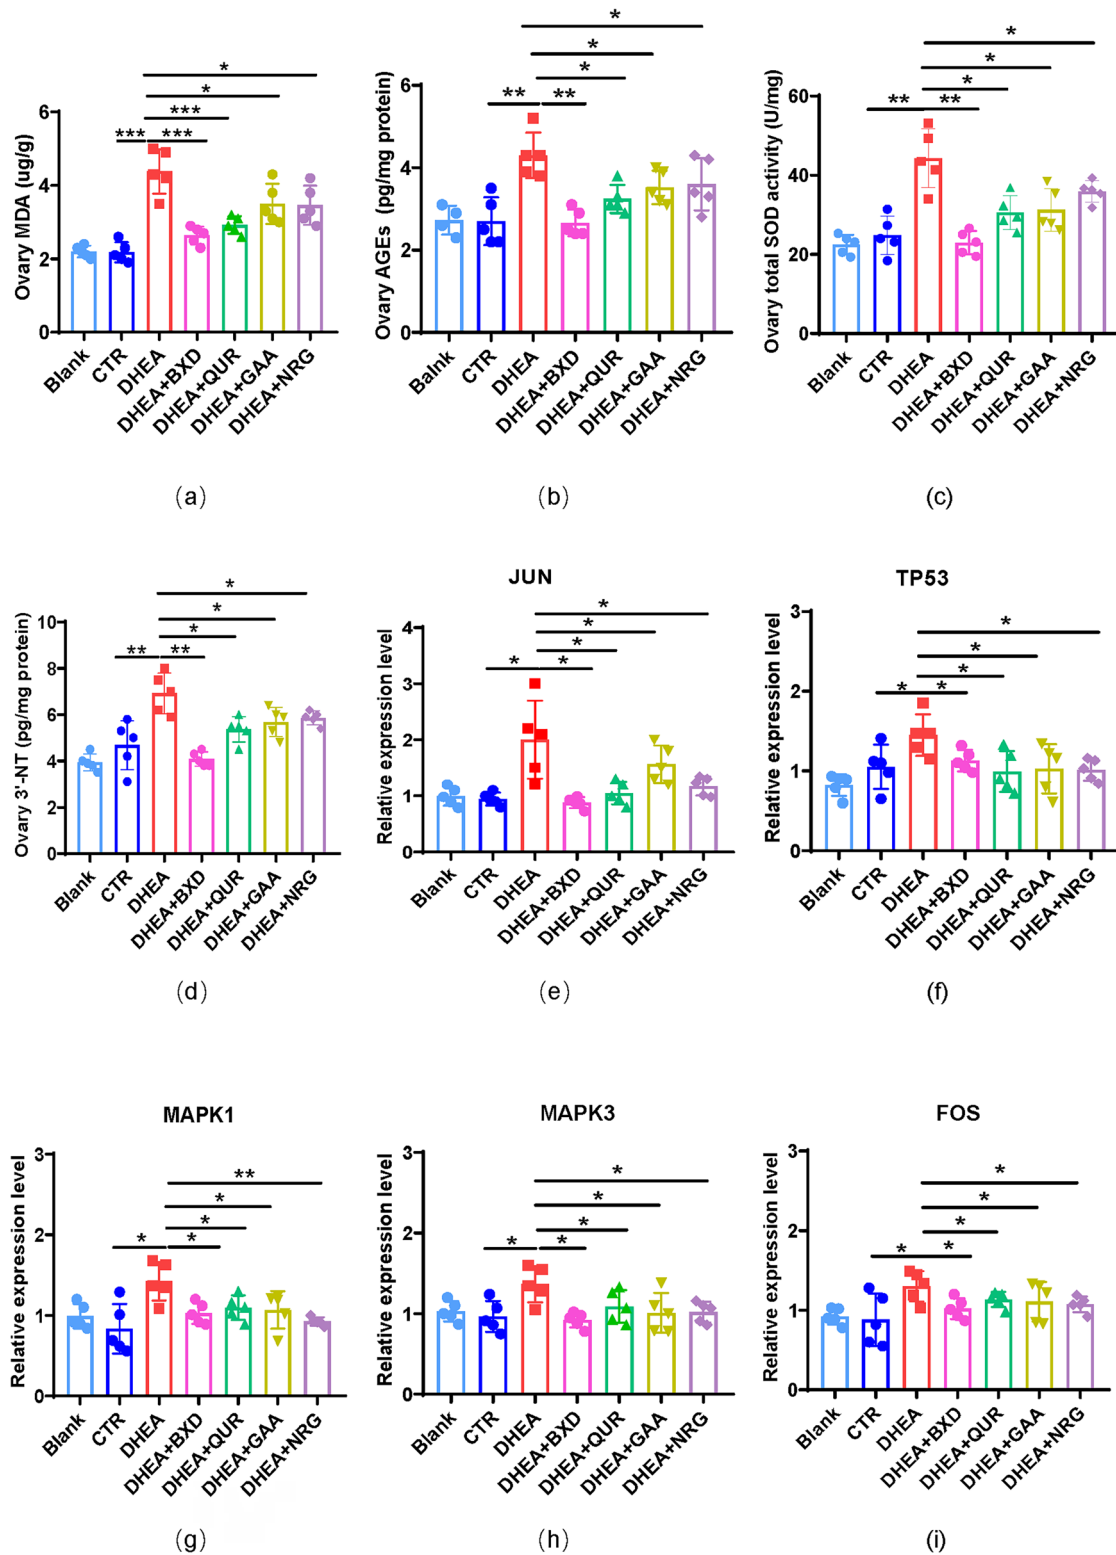 *
*
***
*** ***
Ovary MDA (ug/g)
6
4
2
0
Blank
CTR
DHEA
DHEA+BXD
DHEA+QUR
DHEA+GAA
DHEA+NRG
(a)
*
*
*
** **
Ovary AGEs (pg/mg protein)
6
4
2
0
Balnk
CTR
DHEA
DHEA+BXD
DHEA+QUR
DHEA+GAA
DHEA+NRG
(b)
*
*
*
** **
Ovary total SOD activity (U/mg)
60
40
20
0
Blank
CTR
DHEA
DHEA+BXD
DHEA+QUR
DHEA+GAA
DHEA+NRG
(c)
*
*
*
** **
Ovary 3'-NT (pg/mg protein)
10
8
6
4
2
0
Blank
CTR
DHEA
DHEA+BXD
DHEA+QUR
DHEA+GAA
DHEA+NRG
(d)
JUN
*
*
*
* *
Relative expression level
4
3
2
1
0
Blank
CTR
DHEA
DHEA+BXD
DHEA+QUR
DHEA+GAA
DHEA+NRG
(e)
TP53
*
*
*
* *
Relative expression level
3
2
1
0
Blank
CTR
DHEA
DHEA+BXD
DHEA+QUR
DHEA+GAA
DHEA+NRG
(f)
MAPK1
**
*
*
* *
Relative expression level
3
2
1
0
Blank
CTR
DHEA
DHEA+BXD
DHEA+QUR
DHEA+GAA
DHEA+NRG
(g)
MAPK3
*
*
*
* *
Relative expression level
3
2
1
0
Blank
CTR
DHEA
DHEA+BXD
DHEA+QUR
DHEA+GAA
DHEA+NRG
(h)
FOS
*
*
*
* *
Relative expression level
3
2
1
0
Blank
CTR
DHEA
DHEA+BXD
DHEA+QUR
DHEA+GAA
DHEA+NRG
(i)